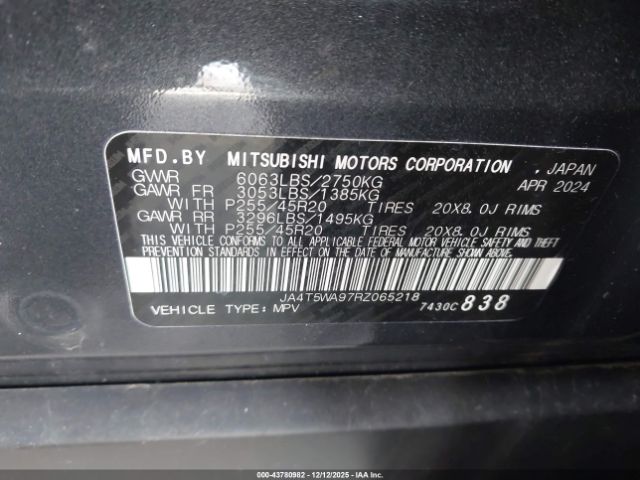 MFD.BY MITSUBISHI MOTORS CORPORATION , JAPAN
GVWR 6063LBS/2750KG APR 2024
GAWR FR 3053LBS/1385KG
WITH P255/45R20 TIRES 20X8.0J RIMS
GAWR RR 3296LBS/1495KG
WITH P255/45R20 TIRES 20X8.0J RIMS
THIS VEHICLE CONFORMS TO ALL APPLICABLE FEDERAL MOTOR VEHICLE SAFETY AND THEFT
PREVENTION STANDARDS IN EFFECT ON THE DATE OF MANUFACTURE SHOWN ABOVE.
JA4T5WA97RZ065218
VEHICLE TYPE: MPV 7430C 838
000-43780982 - 12/12/2025 - IAA Inc.